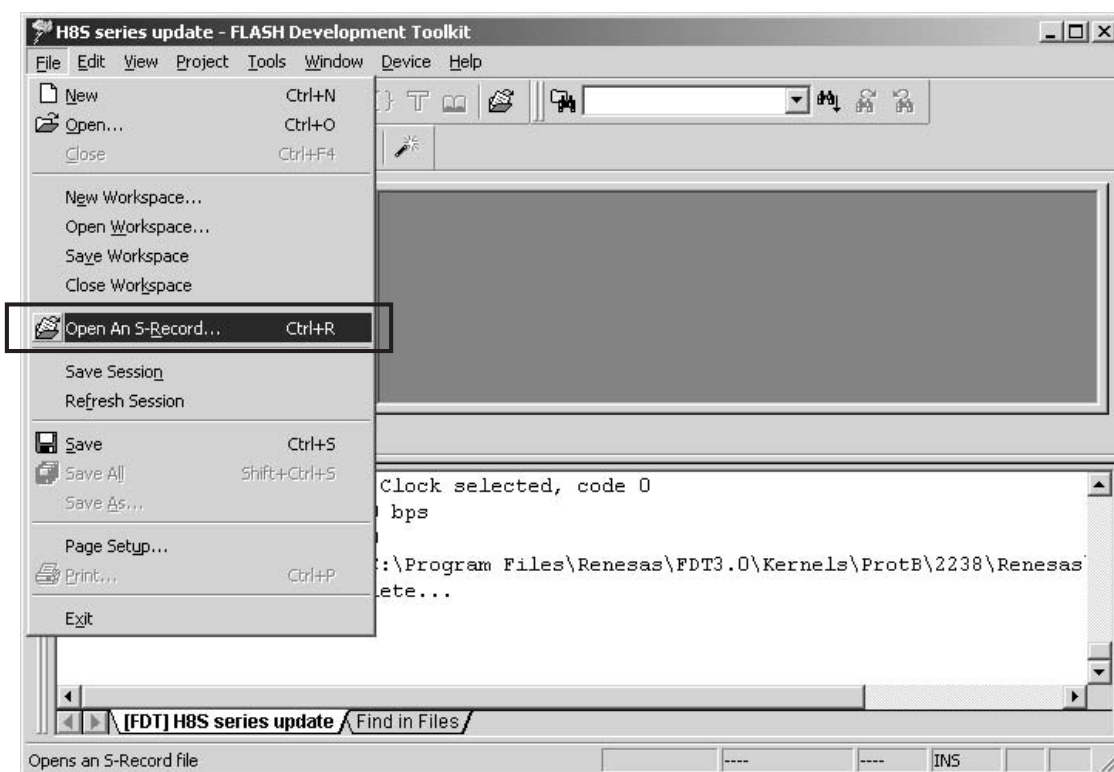 H8S series update - FLASH Development Toolkit
File Edit View Project Tools Window Device Help
New Ctrl+N
Open... Ctrl+O
Close Ctrl+F4
New Workspace...
Open Workspace...
Save Workspace
Close Workspace
Open An S-Record... Ctrl+R
Save Session
Refresh Session
Save Ctrl+S
Save All Shift+Ctrl+S
Save As...
Page Setup...
Print... Ctrl+P
Exit
Clock selected, code 0
bps
:\Program Files\Renesas\FDT3.0\Kernels\ProtB\2238\Renesas
ete...
[FDT] H8S series update Find in Files
Opens an S-Record file ---- ---- INS